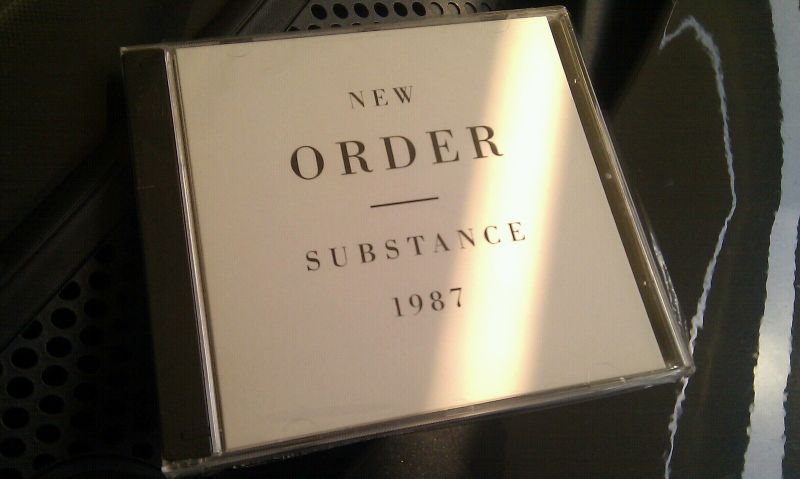 NEW
ORDER
SUBSTANCE
1987